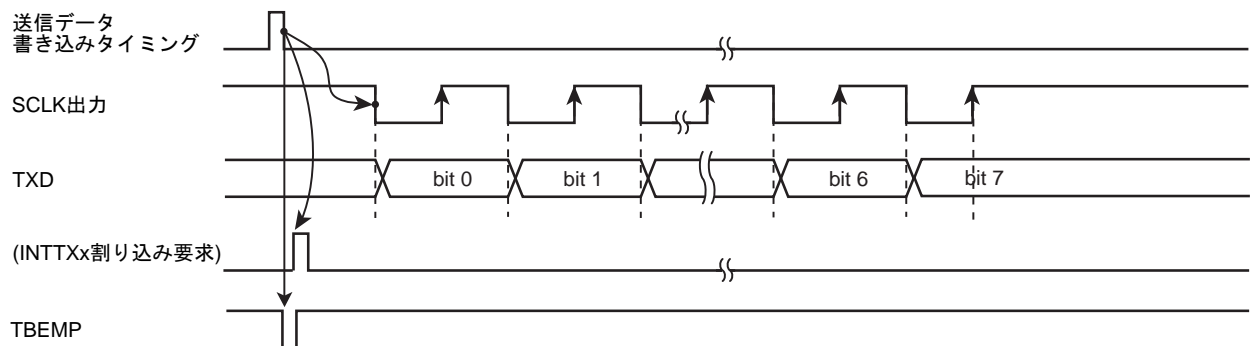 送信データ
書き込みタイミング
SCLK出力
TXD
bit 0
bit 1
bit 6
bit 7
(INTTXx割り込み要求)
TBEMP